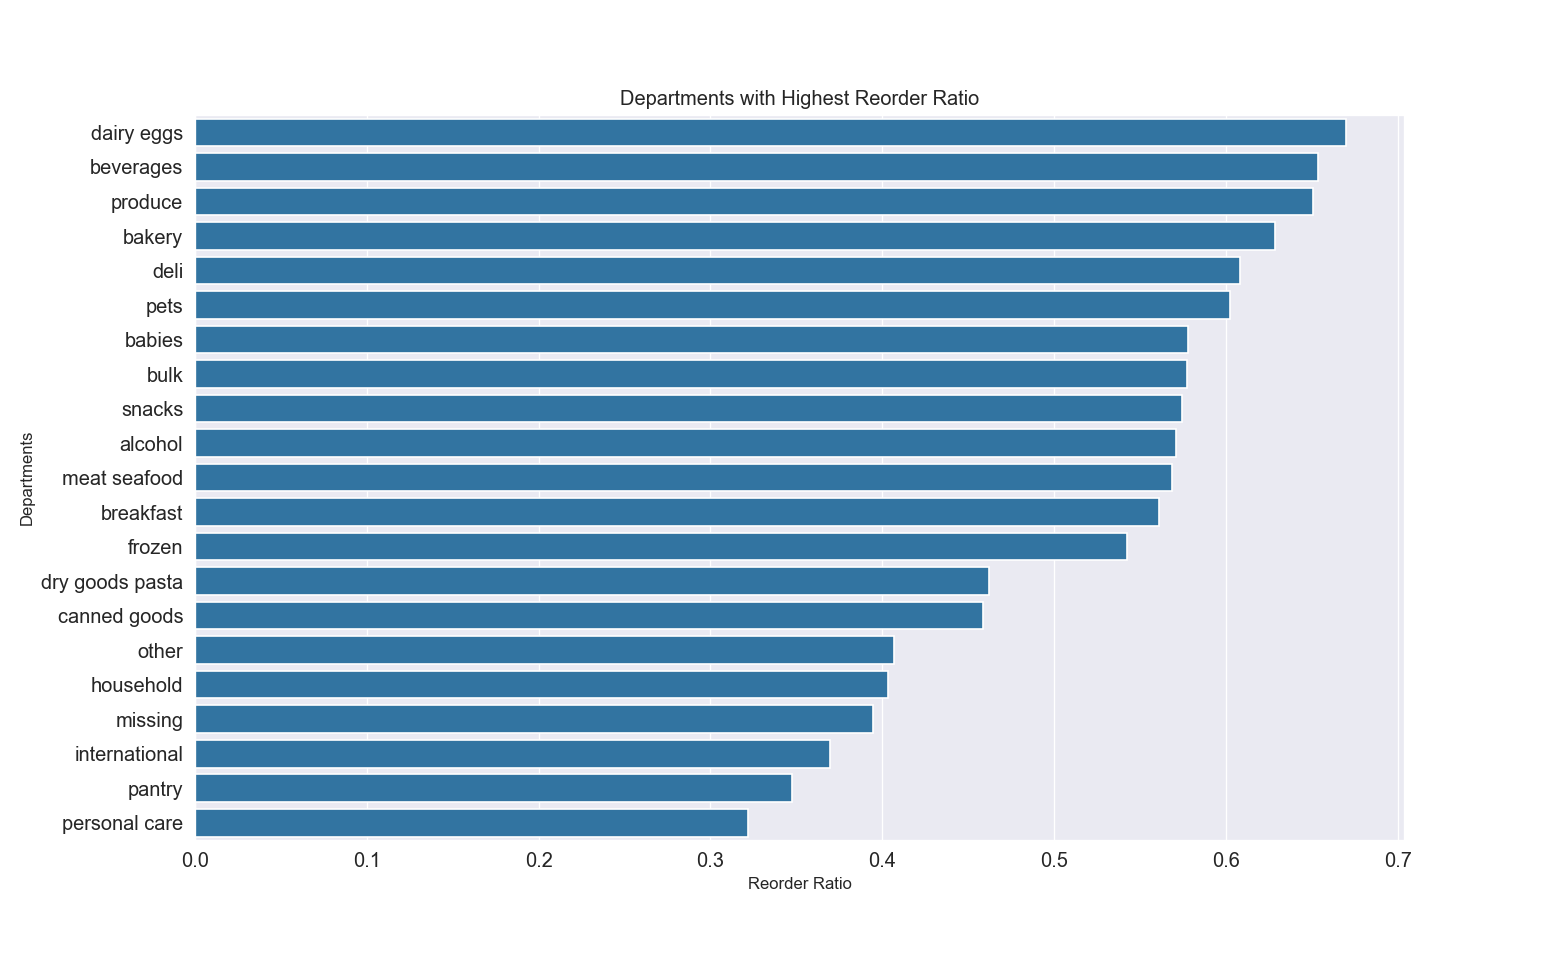 Departments with Highest Reorder Ratio
dairy eggs
beverages
produce
bakery
deli
pets
babies
bulk
snacks
alcohol
meat seafood
breakfast
frozen
dry goods pasta
canned goods
other
household
missing
international
pantry
personal care
Departments
0.0 0.1 0.2 0.3 0.4 0.5 0.6 0.7
Reorder Ratio